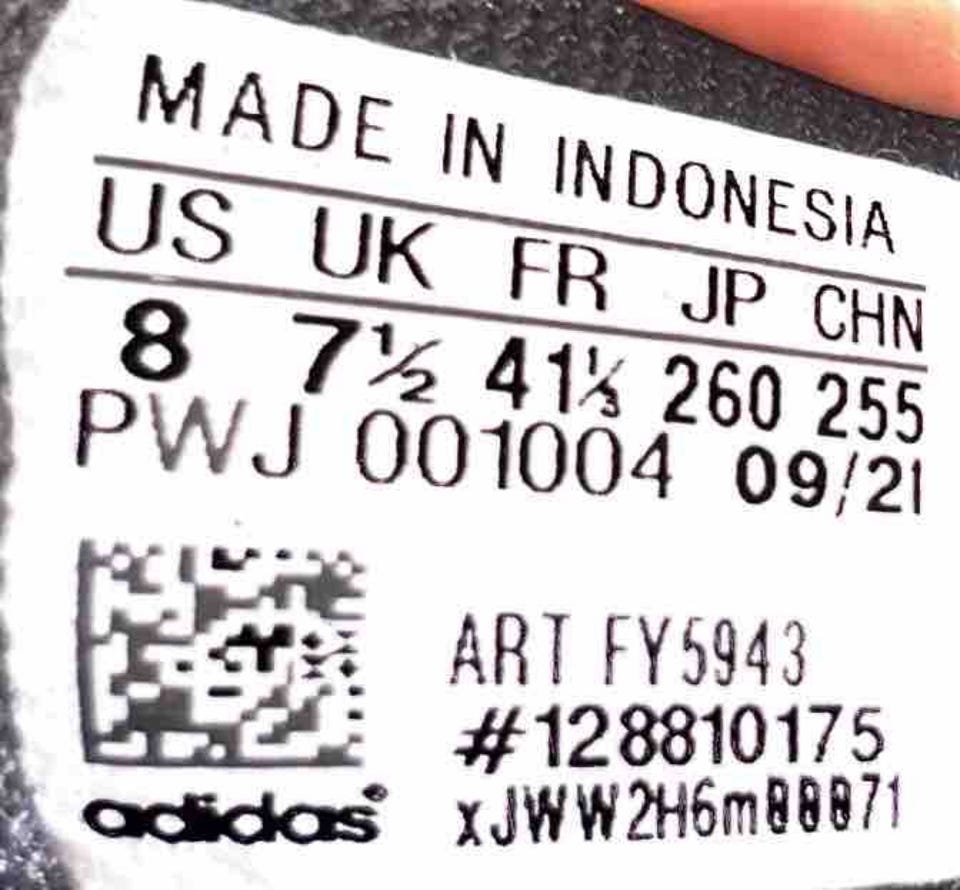 MADE IN INDONESIA
US UK FR JP CHN
8 7½ 41⅓ 260 255
PWJ 001004 09/21
ART FY5943
#128810175
adidas®